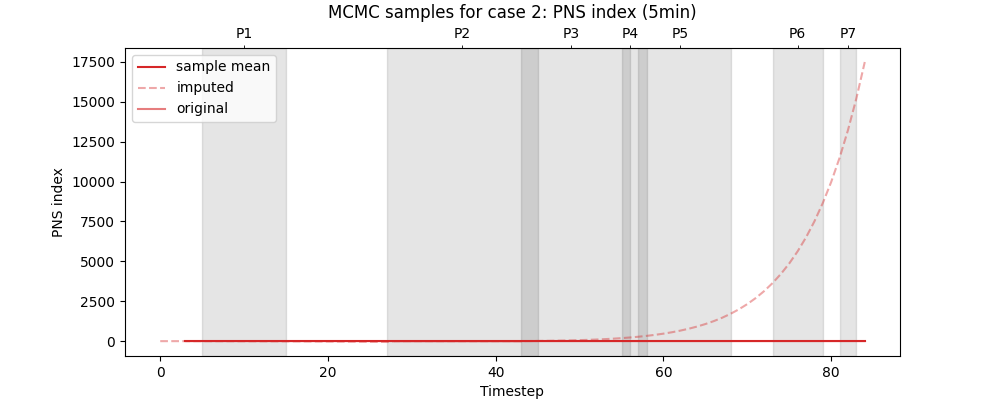 MCMC samples for case 2: PNS index (5min)
P1 P2 P3 P4 P5 P6 P7
sample mean
imputed
original
17500
15000
12500
10000
7500
5000
2500
0
PNS index
0 20 40 60 80
Timestep